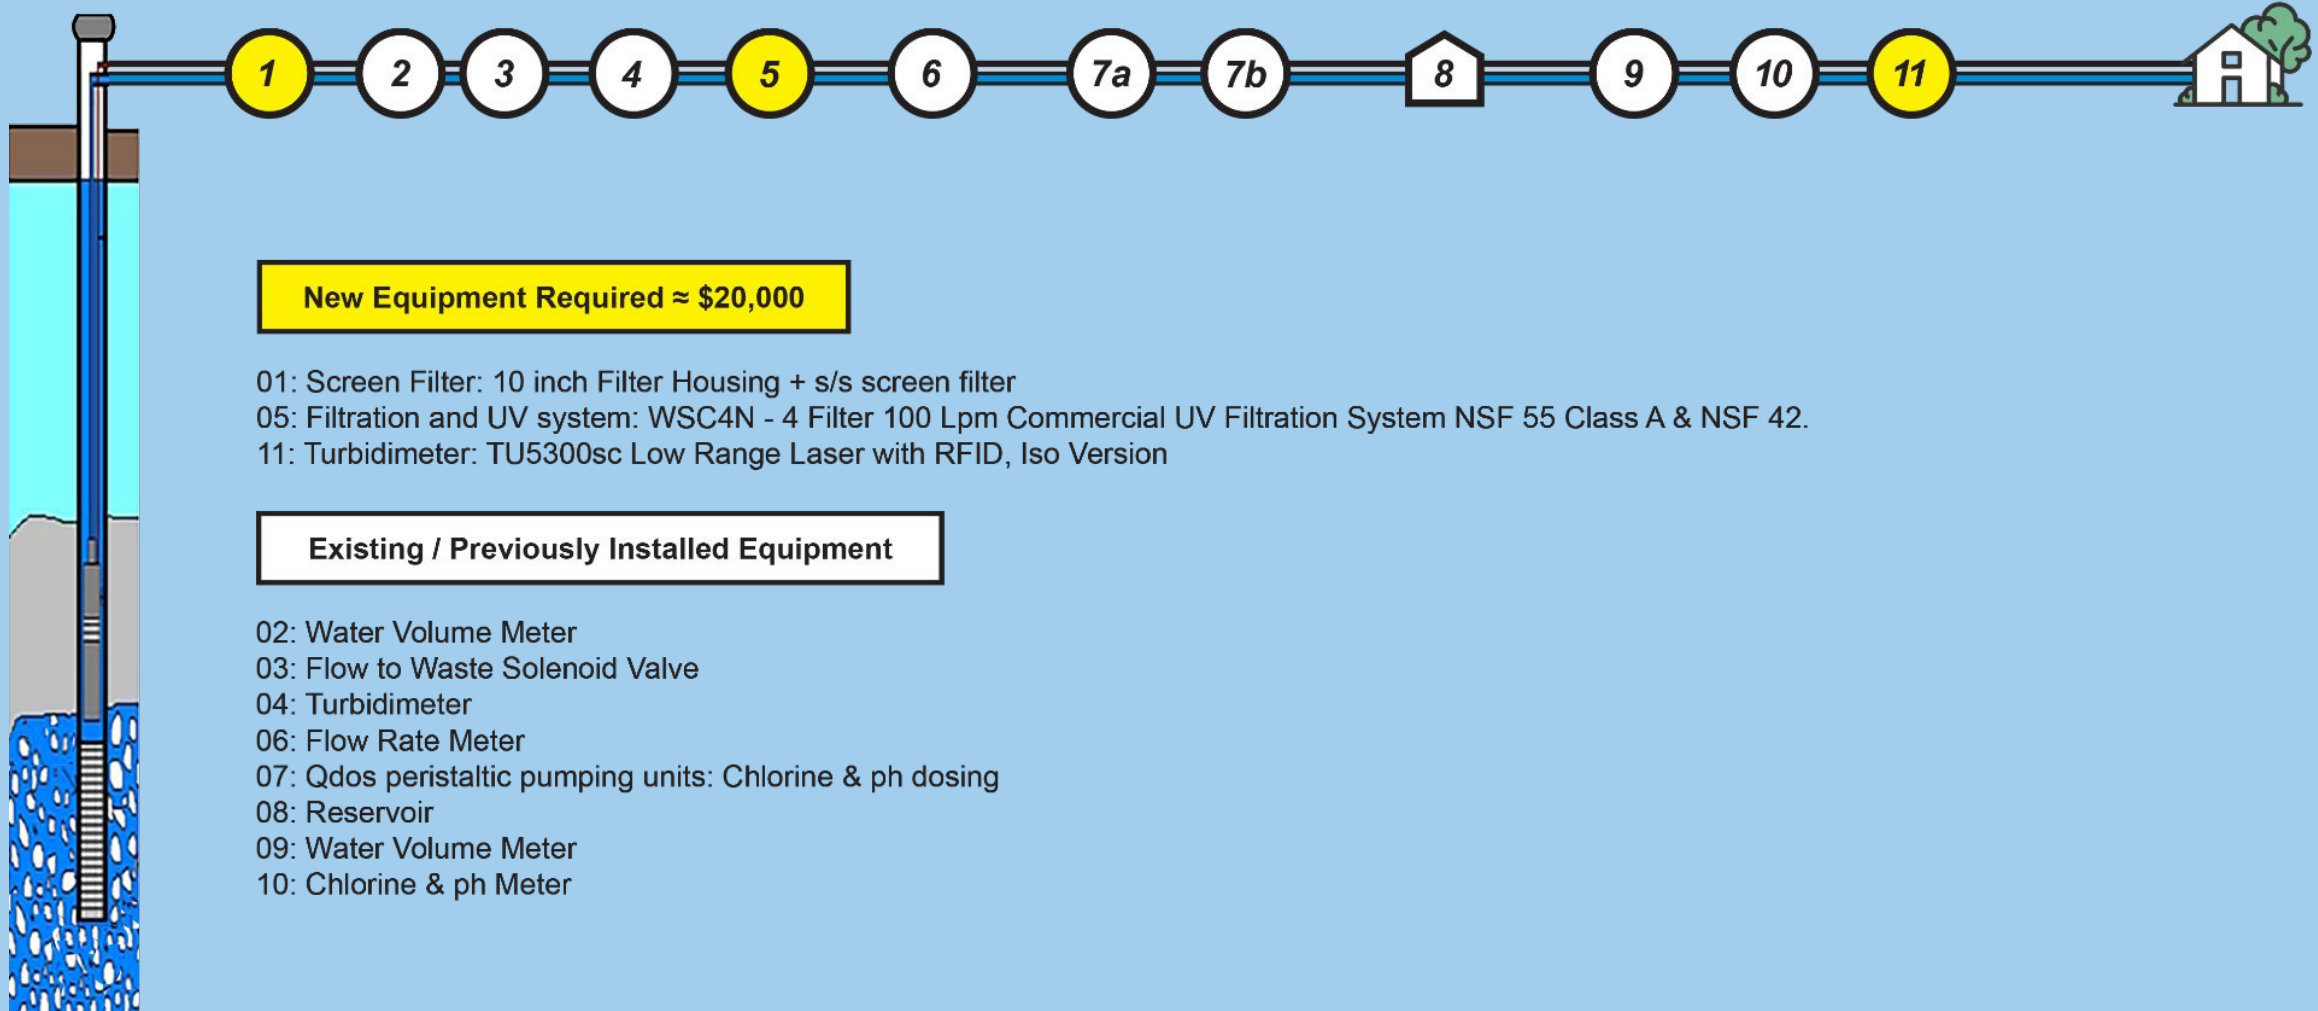 1 2 3 4 5 6 7a 7b 8 9 10 11
New Equipment Required ≈ $20,000
01: Screen Filter: 10 inch Filter Housing + s/s screen filter
05: Filtration and UV system: WSC4N - 4 Filter 100 Lpm Commercial UV Filtration System NSF 55 Class A & NSF 42.
11: Turbidimeter: TU5300sc Low Range Laser with RFID, Iso Version
Existing / Previously Installed Equipment
02: Water Volume Meter
03: Flow to Waste Solenoid Valve
04: Turbidimeter
06: Flow Rate Meter
07: Qdos peristaltic pumping units: Chlorine & ph dosing
08: Reservoir
09: Water Volume Meter
10: Chlorine & ph Meter